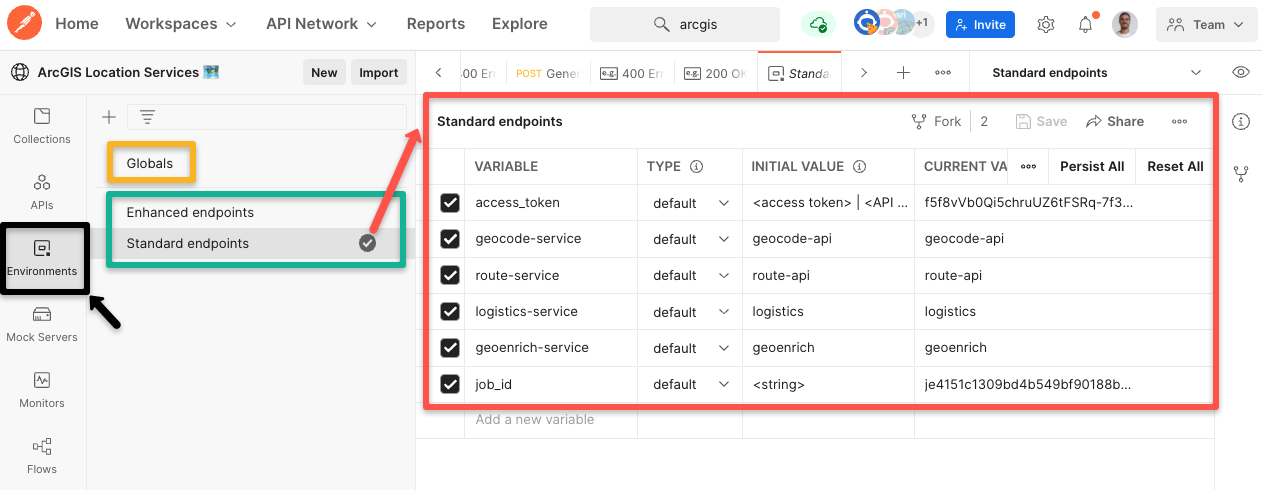 Home Workspaces API Network Reports Explore arcgis +1 Invite Team
ArcGIS Location Services New Import
400 Err POST Gener e.g. 400 Err e.g. 200 OK Standa Standard endpoints
Collections
APIs
Environments
Mock Servers
Monitors
Flows
Globals
Enhanced endpoints
Standard endpoints
Standard endpoints Fork 2 Save Share
VARIABLE TYPE INITIAL VALUE CURRENT VA Persist All Reset All
access_token default <access token> | <API ... f5f8vVb0Qi5chruUZ6tFSRq-7f3...
geocode-service default geocode-api geocode-api
route-service default route-api route-api
logistics-service default logistics logistics
geoenrich-service default geoenrich geoenrich
job_id default <string> je4151c1309bd4b549bf90188b...
Add a new variable